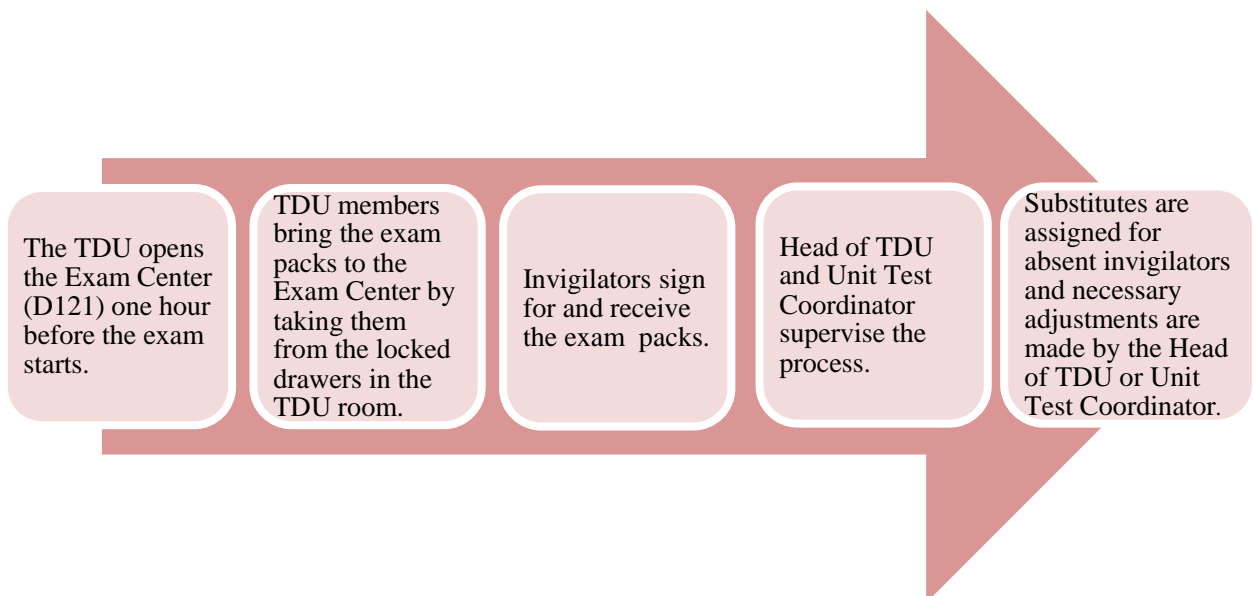 The TDU opens
the Exam Center
(D121) one hour
before the exam
starts.
TDU members
bring the exam
packs to the
Exam Center by
taking them
from the locked
drawers in the
TDU room.
Invigilators sign
for and receive
the exam  packs.
Head of TDU
and Unit Test
Coordinator
supervise the
process.
Substitutes are
assigned for
absent invigilators
and necessary
adjustments are
made by the Head
of TDU or Unit
Test Coordinator.